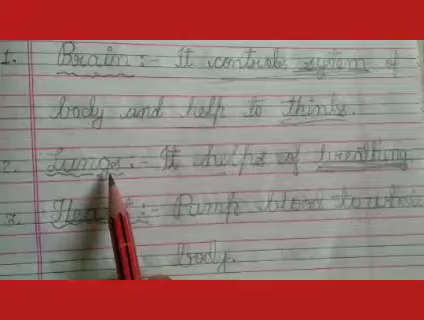 1. Brain :- It controls system of
body and help to thinks.
2. Lungs :- It helps of breathing
3. Heart :- Pump blood to whole
body.